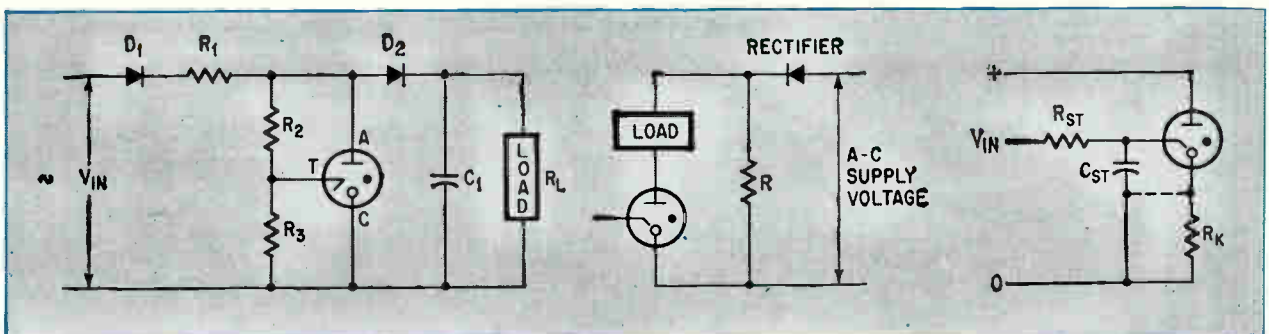 D1
R1
D2
R2
A
T
C
R3
~ VIN
C1
LOAD
RL
RECTIFIER
LOAD
R
A-C
SUPPLY
VOLTAGE
+
RST
VIN
CST
RK
0